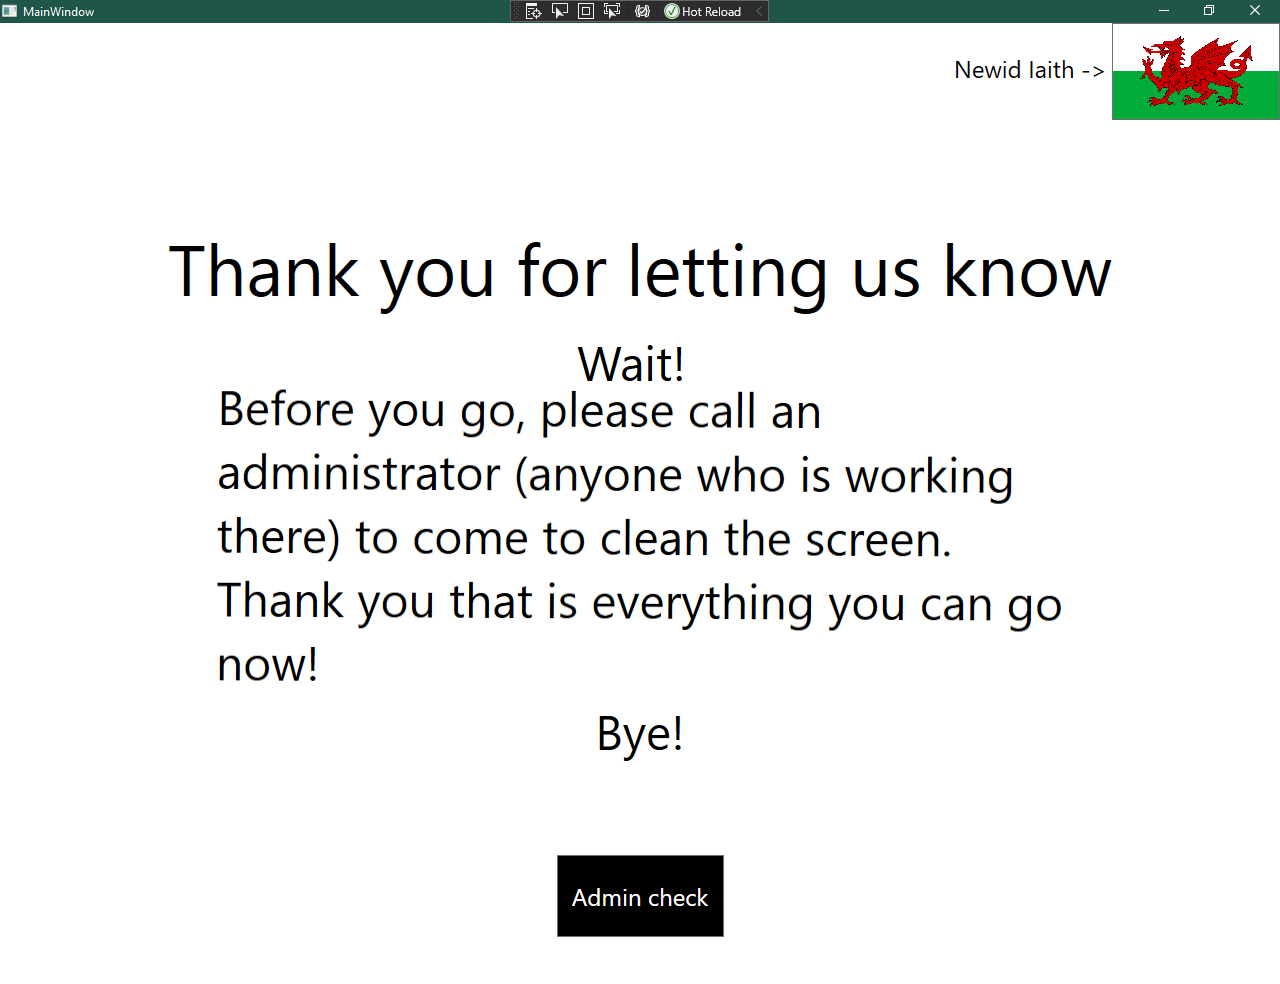 MainWindow
Hot Reload
Newid Iaith ->
Thank you for letting us know
Wait!
Before you go, please call an
administrator (anyone who is working
there) to come to clean the screen.
Thank you that is everything you can go
now!
Bye!
Admin check